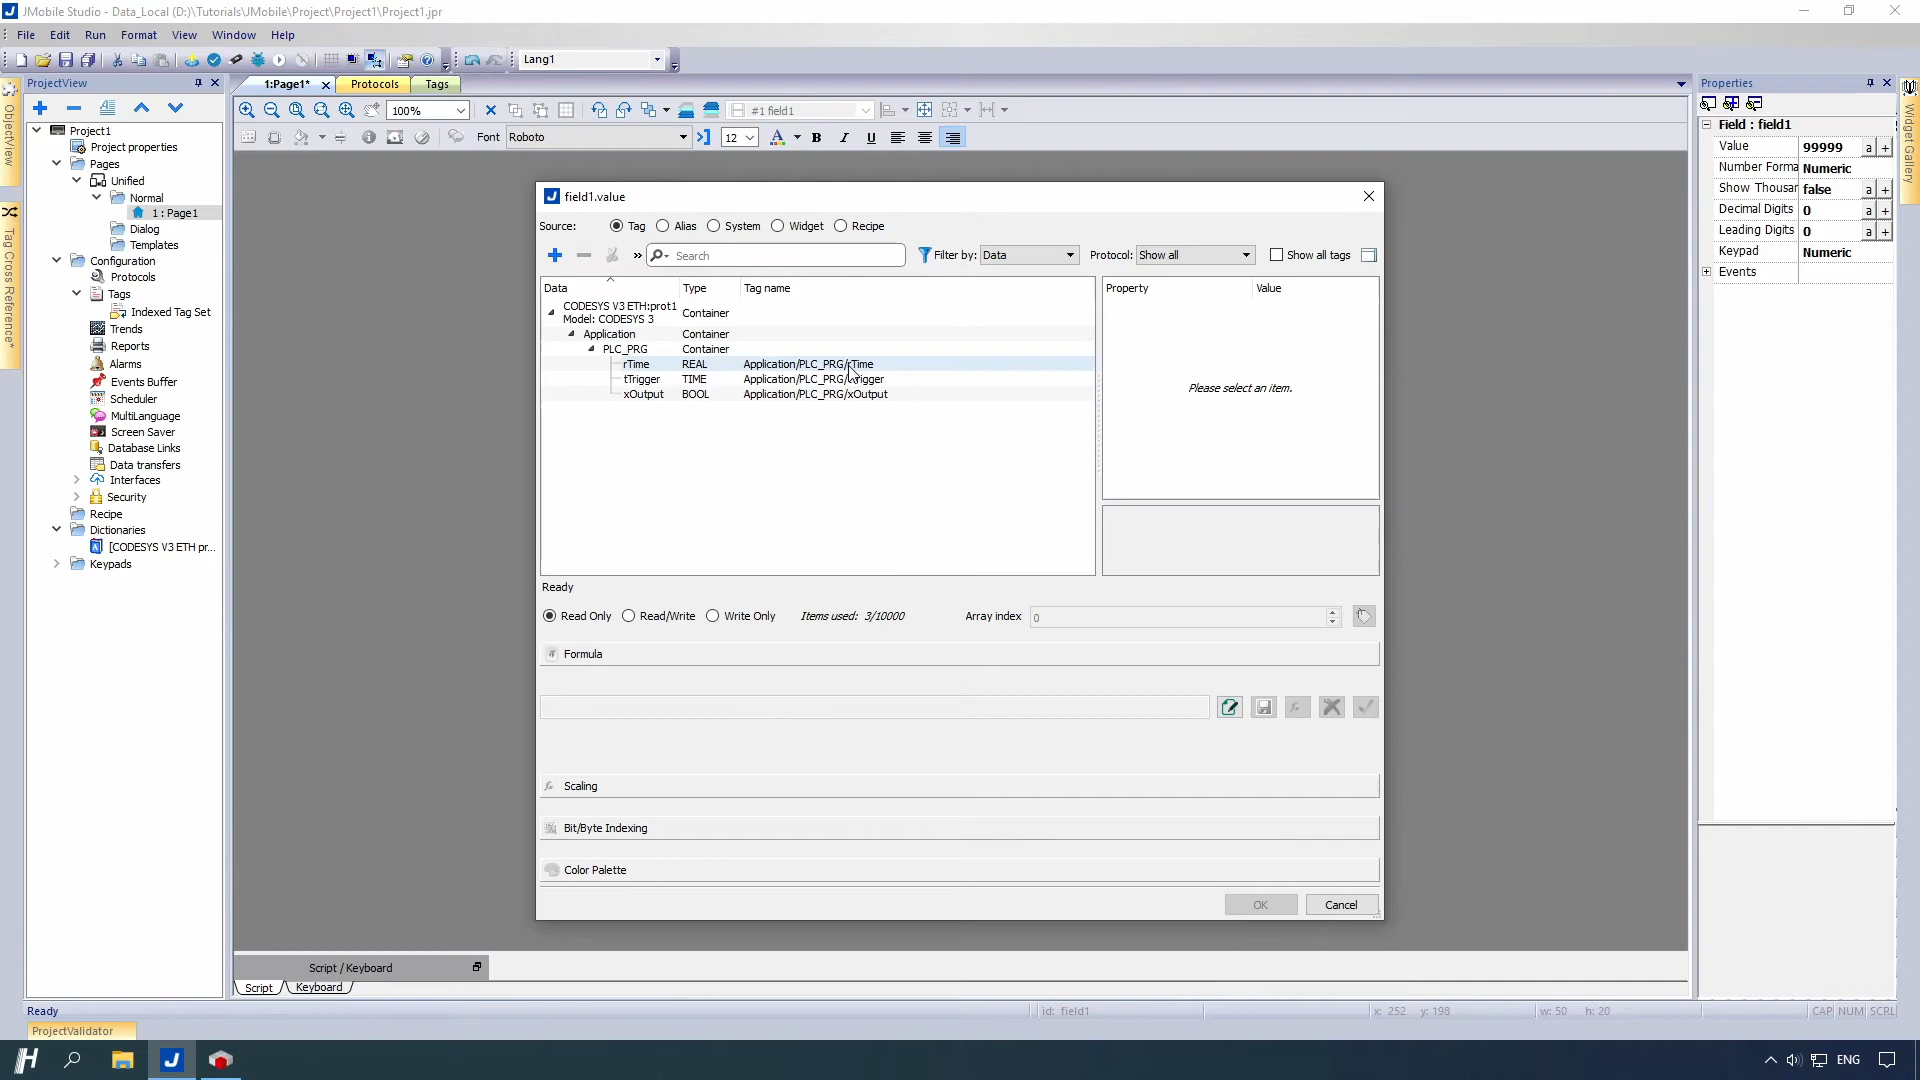 JMobile Studio - Data_Local (D:)\Tutorials\JMobile\Project\Project1\Project1.jpr
File Edit Run Format View Window Help
Lang1
ProjectView
1:Page1* Protocols Tags
Properties
100% #1 field1
Font Roboto 12
ObjectView
Tag Cross Reference*
Widget Gallery
Project1
Project properties
Pages
Unified
Normal
1 : Page1
Dialog
Templates
Configuration
Protocols
Tags
Indexed Tag Set
Trends
Reports
Alarms
Events Buffer
Scheduler
MultiLanguage
Screen Saver
Database Links
Data transfers
Interfaces
Security
Recipe
Dictionaries
[CODESYS V3 ETH pr...
Keypads
field1.value
Source: Tag Alias System Widget Recipe
Search Filter by: Data Protocol: Show all Show all tags
Data Type Tag name
CODESYS V3 ETH:prot1
Model: CODESYS 3 Container
Application Container
PLC_PRG Container
rTime REAL Application/PLC_PRG/rTime
tTrigger TIME
xOutput BOOL Application/PLC_PRG/xOutput
Property Value
Please select an item.
Ready
Read Only Read/Write Write Only Items used: 3/10000 Array index 0
Formula
Scaling
Bit/Byte Indexing
Color Palette
OK Cancel
Field : field1
Value 99999 a +
Number Forma Numeric
Show Thousar false a +
Decimal Digits 0 a +
Leading Digits 0 a +
Keypad Numeric
Events
Script / Keyboard
Script Keyboard
Ready id: field1 x: 252 y: 198 w: 50 h: 20 CAP NUM SCRL
ProjectValidator
ENG